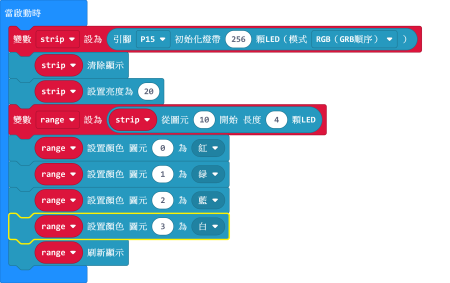 當啟動時
變數 strip 設為 引腳 P15 初始化燈帶 256 顆LED（模式 RGB（GRB順序） ）
strip 清除顯示
strip 設置亮度為 20
變數 range 設為 strip 從圖元 10 開始 長度 4 顆LED
range 設置顏色 圖元 0 為 紅
range 設置顏色 圖元 1 為 綠
range 設置顏色 圖元 2 為 藍
range 設置顏色 圖元 3 為 白
range 刷新顯示